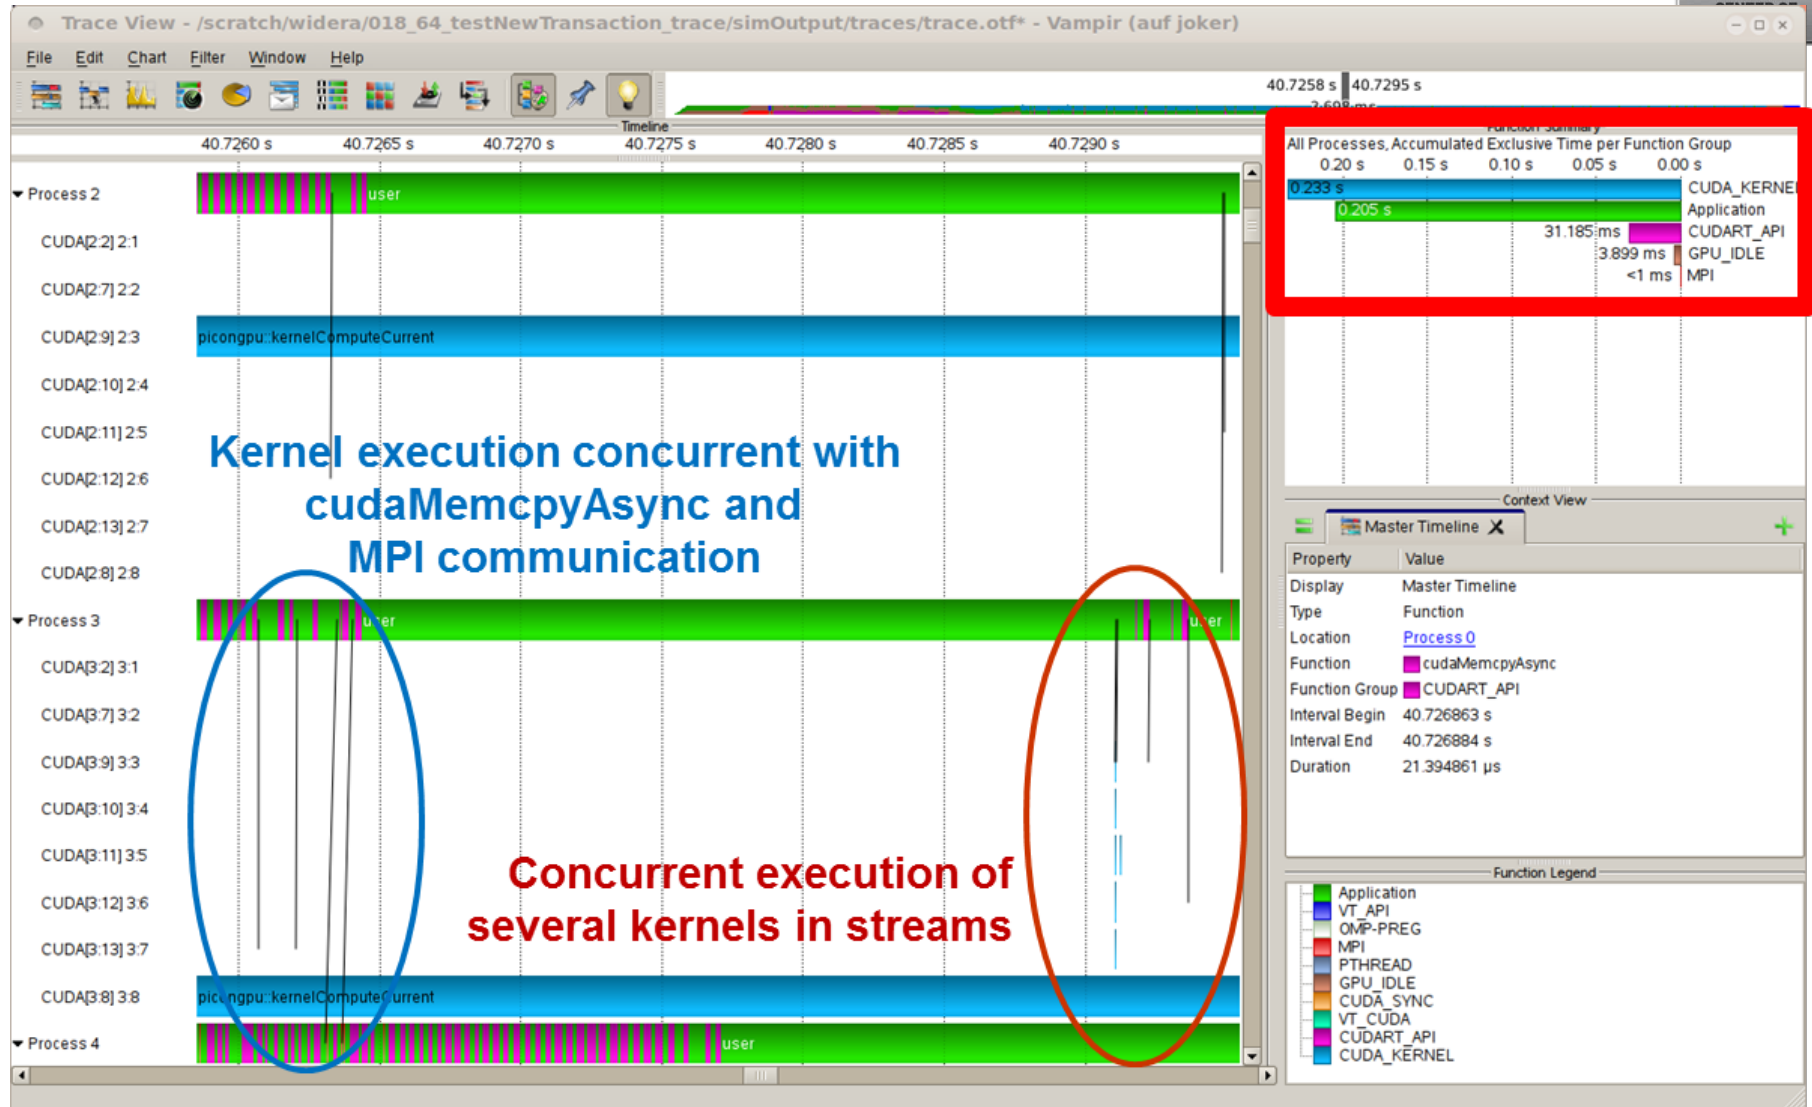 Trace View - /scratch/widera/018_64_testNewTransaction_trace/simOutput/traces/trace.otf* - Vampir (auf joker)
File Edit Chart Filter Window Help
40.7258 s 40.7295 s
3.698 ms
Timeline
40.7260 s 40.7265 s 40.7270 s 40.7275 s 40.7280 s 40.7285 s 40.7290 s
Process 2
user
CUDA[2:2] 2:1
CUDA[2:7] 2:2
CUDA[2:9] 2:3
picongpu::kernelComputeCurrent
CUDA[2:10] 2:4
CUDA[2:11] 2:5
CUDA[2:12] 2:6
CUDA[2:13] 2:7
CUDA[2:8] 2:8
Kernel execution concurrent with
cudaMemcpyAsync and
MPI communication
Process 3
user
user
CUDA[3:2] 3:1
CUDA[3:7] 3:2
CUDA[3:9] 3:3
CUDA[3:10] 3:4
CUDA[3:11] 3:5
CUDA[3:12] 3:6
CUDA[3:13] 3:7
CUDA[3:8] 3:8
picongpu::kernelComputeCurrent
Concurrent execution of
several kernels in streams
Process 4
user
Function Summary
All Processes, Accumulated Exclusive Time per Function Group
0.20 s 0.15 s 0.10 s 0.05 s 0.00 s
0.233 s CUDA_KERNEL
0.205 s Application
31.185 ms CUDART_API
3.899 ms GPU_IDLE
<1 ms MPI
Context View
Master Timeline
Property Value
Display Master Timeline
Type Function
Location Process 0
Function cudaMemcpyAsync
Function Group CUDART_API
Interval Begin 40.726863 s
Interval End 40.726884 s
Duration 21.394861 µs
Function Legend
Application
VT_API
OMP-PREG
MPI
PTHREAD
GPU_IDLE
CUDA_SYNC
VT_CUDA
CUDART_API
CUDA_KERNEL